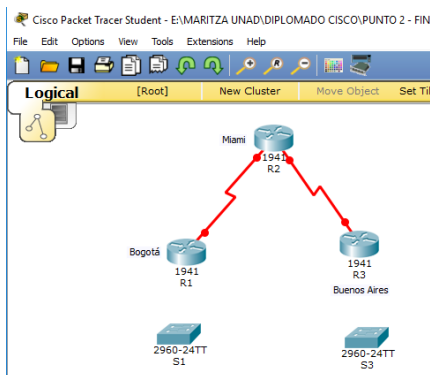 Cisco Packet Tracer Student - E:\MARITZA UNAD\DIPLOMADO CISCO\PUNTO 2 - FIN
File Edit Options View Tools Extensions Help
Logical [Root] New Cluster Move Object Set Til
Miami
1941
R2
Bogotá
1941
R1
1941
R3
Buenos Aires
2960-24TT
S1
2960-24TT
S3